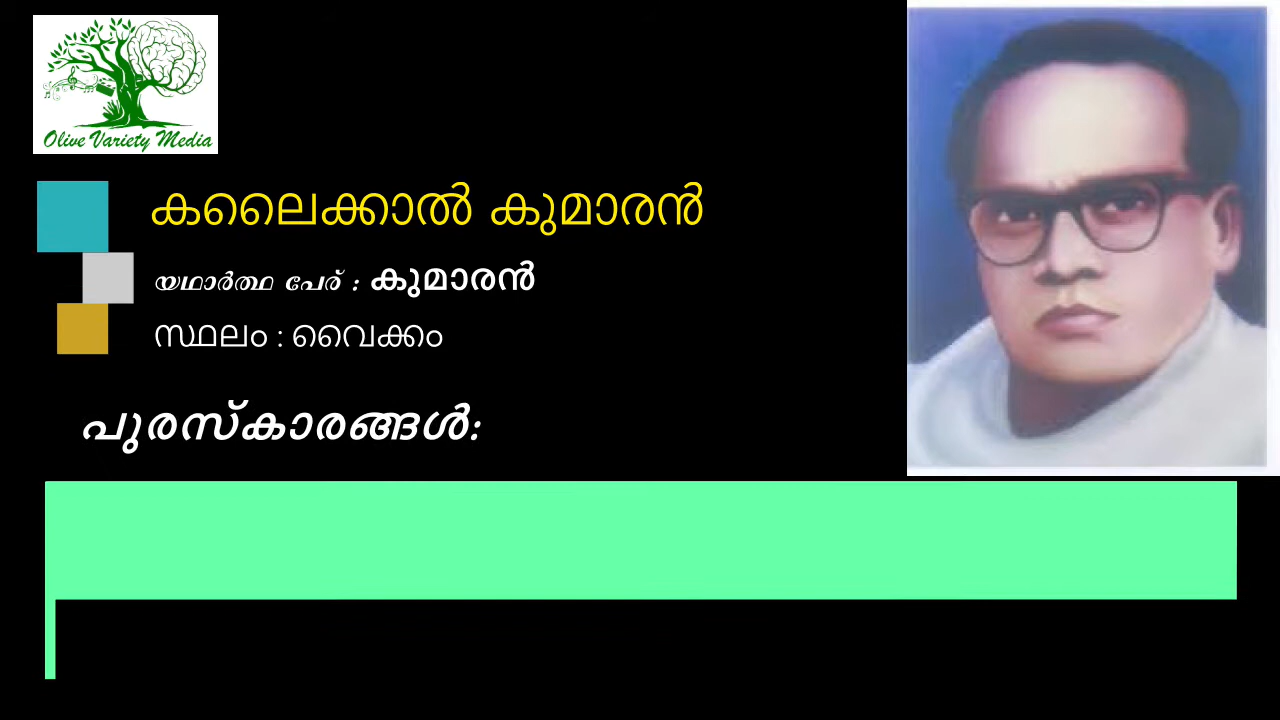 Olive Variety Media
കലൈക്കാൽ കുമാരൻ
യഥാർത്ഥ പേര് : കുമാരൻ
സ്ഥലം : വൈക്കം
പുരസ്കാരങ്ങൾ: